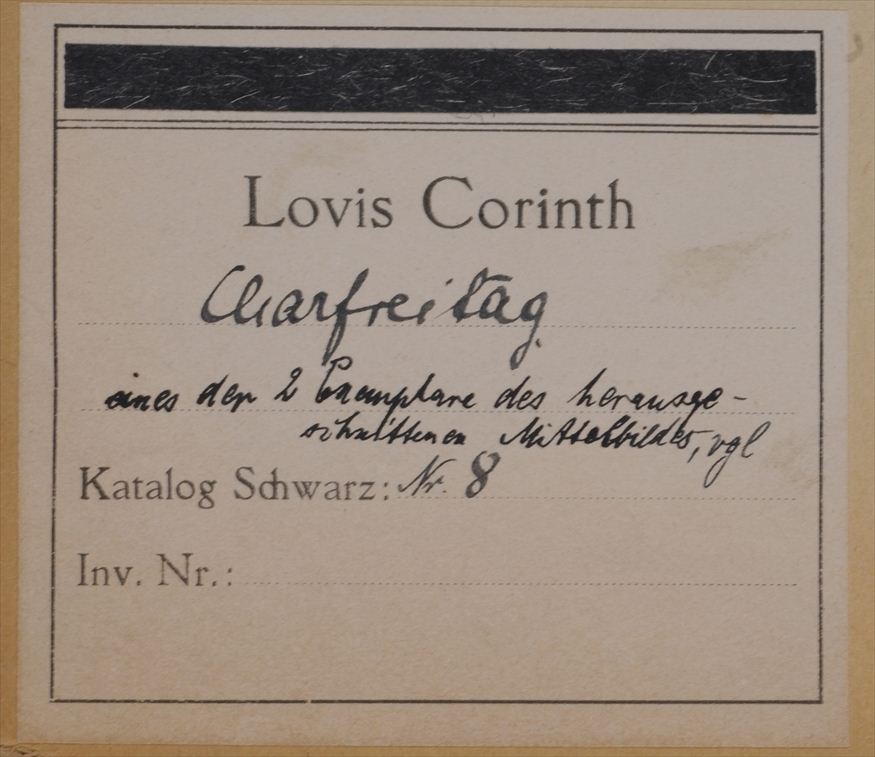 Lovis Corinth
Charfreitag
eines der 2 Exemplare des herausge-
schnittenen Mittelbildes, vgl
Katalog Schwarz: Nr. 8
Inv. Nr.: